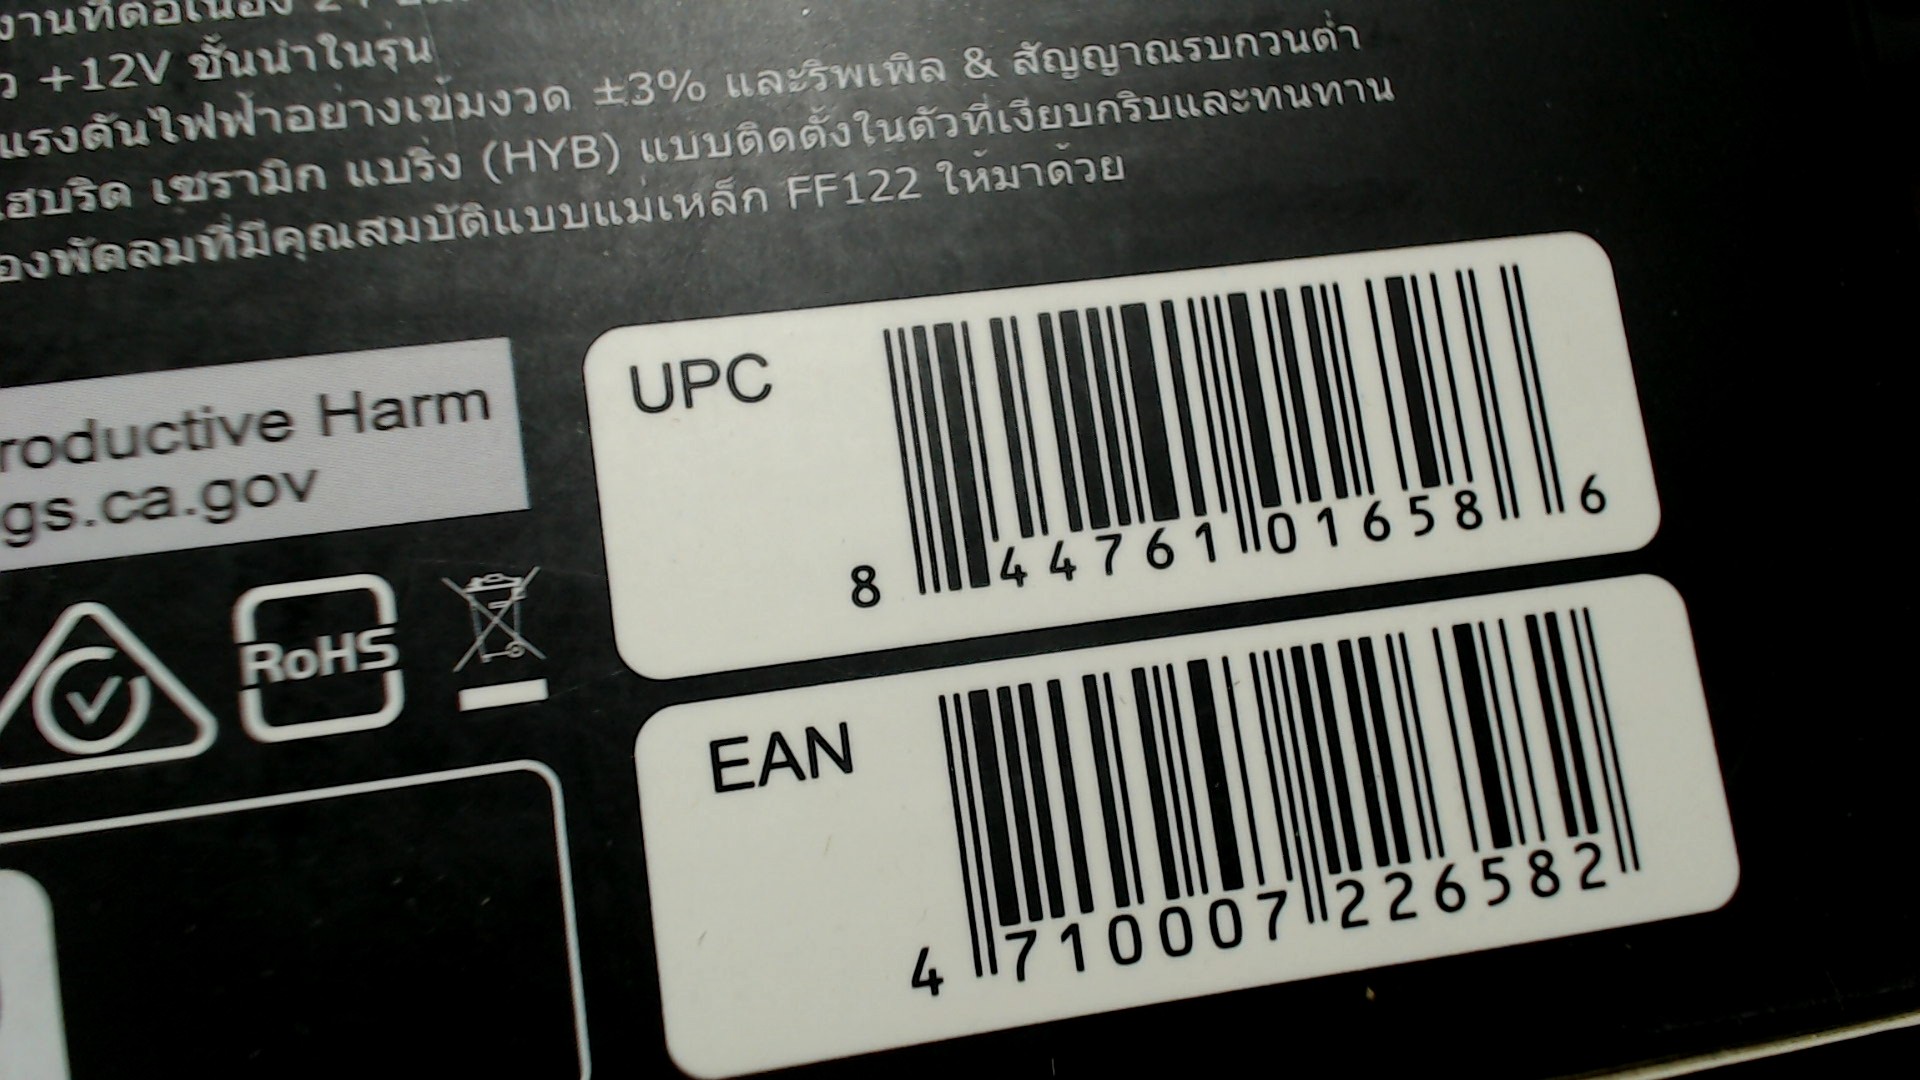 งานที่ต่อเนื่อง 24
+12V ชั้นนำในรุ่น
แรงดันไฟฟ้าอย่างเข้มงวด ±3% และริพเพิล & สัญญาณรบกวนต่ำ
ไฮบริด เซรามิก แบริ่ง (HYB) แบบติดตั้งในตัวที่เงียบกริบและทนทาน
องพัดลมที่มีคุณสมบัติแบบแม่เหล็ก FF122 ให้มาด้วย
roductive Harm
gs.ca.gov
RoHS
UPC
8 44761 01658 6
EAN
4 710007 226582